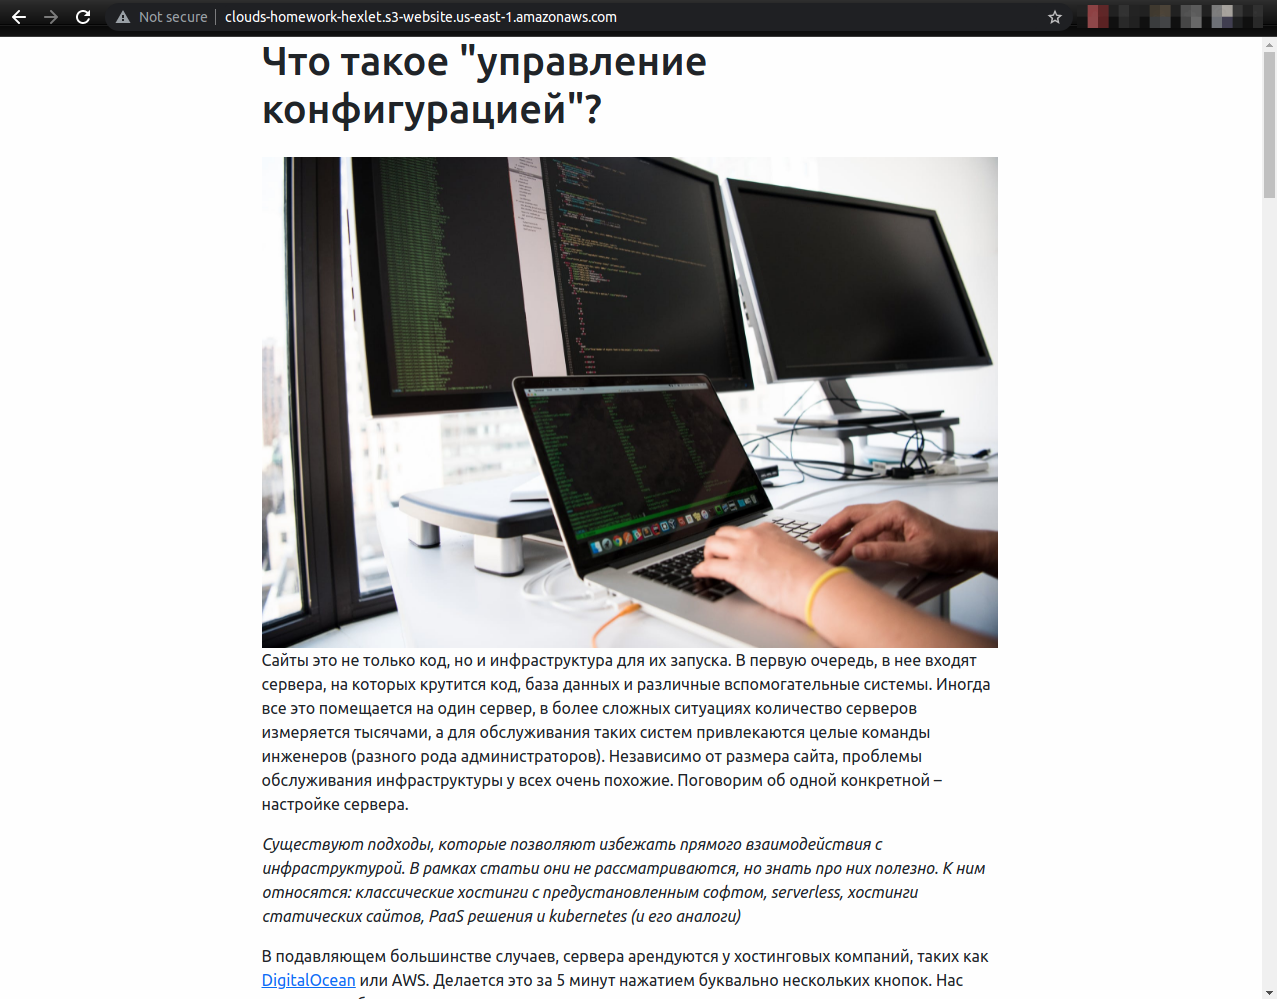 Not secure
clouds-homework-hexlet.s3-website.us-east-1.amazonaws.com
Что такое "управление
конфигурацией"?
Сайты это не только код, но и инфраструктура для их запуска. В первую очередь, в нее входят
сервера, на которых крутится код, база данных и различные вспомогательные системы. Иногда
все это помещается на один сервер, в более сложных ситуациях количество серверов
измеряется тысячами, а для обслуживания таких систем привлекаются целые команды
инженеров (разного рода администраторов). Независимо от размера сайта, проблемы
обслуживания инфраструктуры у всех очень похожие. Поговорим об одной конкретной –
настройке сервера.
Существуют подходы, которые позволяют избежать прямого взаимодействия с
инфраструктурой. В рамках статьи они не рассматриваются, но знать про них полезно. К ним
относятся: классические хостинги с предустановленным софтом, serverless, хостинги
статических сайтов, PaaS решения и kubernetes (и его аналоги)
В подавляющем большинстве случаев, сервера арендуются у хостинговых компаний, таких как
DigitalOcean или AWS. Делается это за 5 минут нажатием буквально нескольких кнопок. Нас